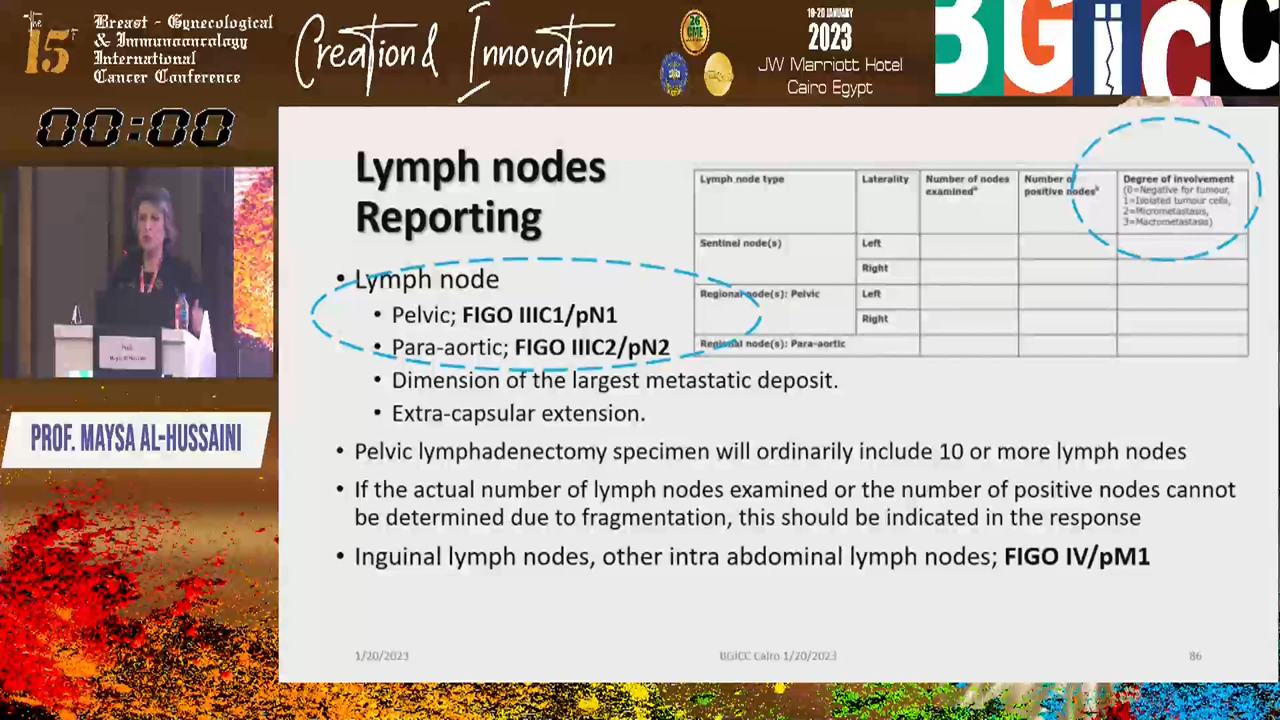 The
15
Breast - Gynecological
& Immunoancology
International
Cancer Conference
Creation & Innovation
26
CME
18-20 JANUARY
2023
JW Marriott Hotel
Cairo Egypt
BGiCC
00:00
PROF. MAYSA AL-HUSSAINI
Lymph nodes
Reporting
Lymph node type Laterality Number of nodes examinedᵃ Number of positive nodesᵇ Degree of involvement
(0=Negative for tumour,
1=Isolated tumour cells,
2=Micrometastasis,
3=Macrometastasis)
Sentinel node(s) Left
Right
Regional node(s): Pelvic Left
Right
Regional node(s): Para-aortic
• Lymph node
• Pelvic; FIGO IIIC1/pN1
• Para-aortic; FIGO IIIC2/pN2
• Dimension of the largest metastatic deposit.
• Extra-capsular extension.
• Pelvic lymphadenectomy specimen will ordinarily include 10 or more lymph nodes
• If the actual number of lymph nodes examined or the number of positive nodes cannot
be determined due to fragmentation, this should be indicated in the response
• Inguinal lymph nodes, other intra abdominal lymph nodes; FIGO IV/pM1
1/20/2023 BGICC Cairo 1/20/2023 86